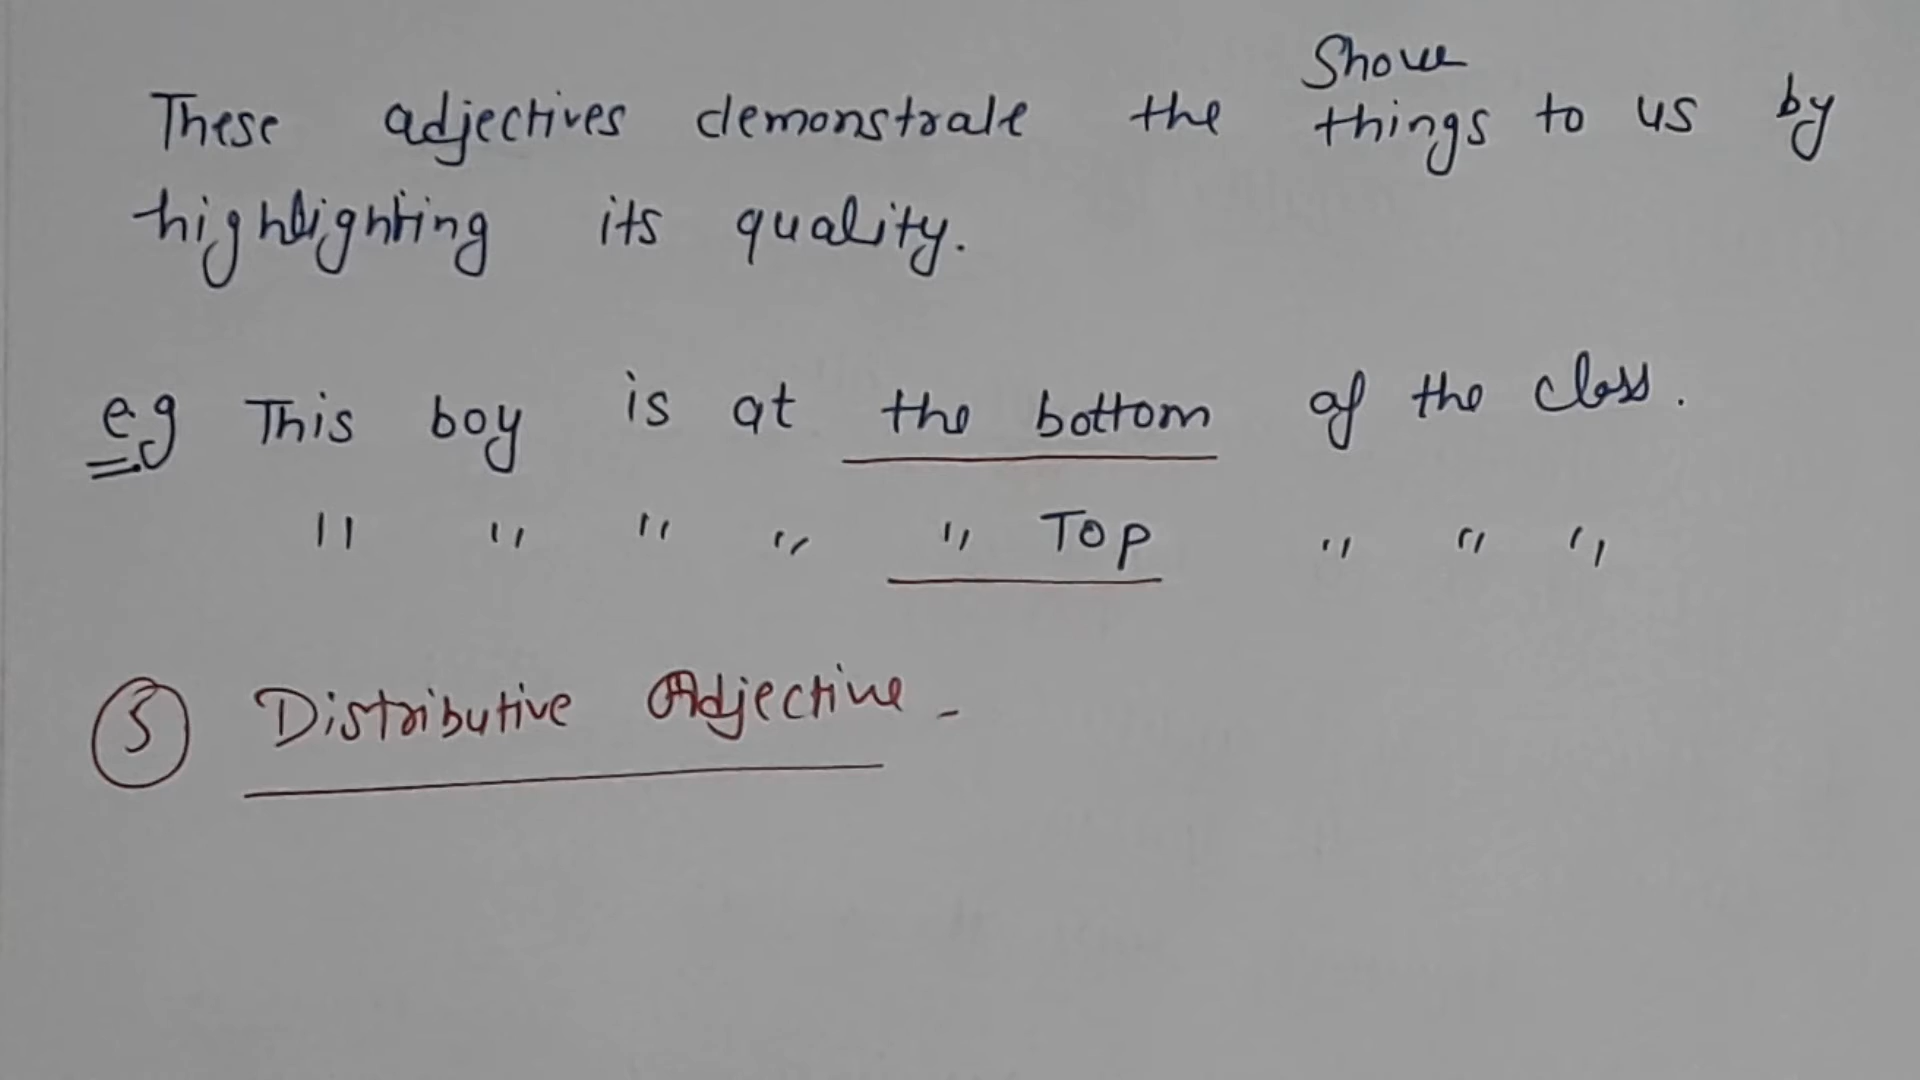 Show
These adjectives demonstrate the things to us by
highlighting its quality.
e.g This boy is at the bottom of the class.
" " " " " Top " " "
5 Distributive Adjective -